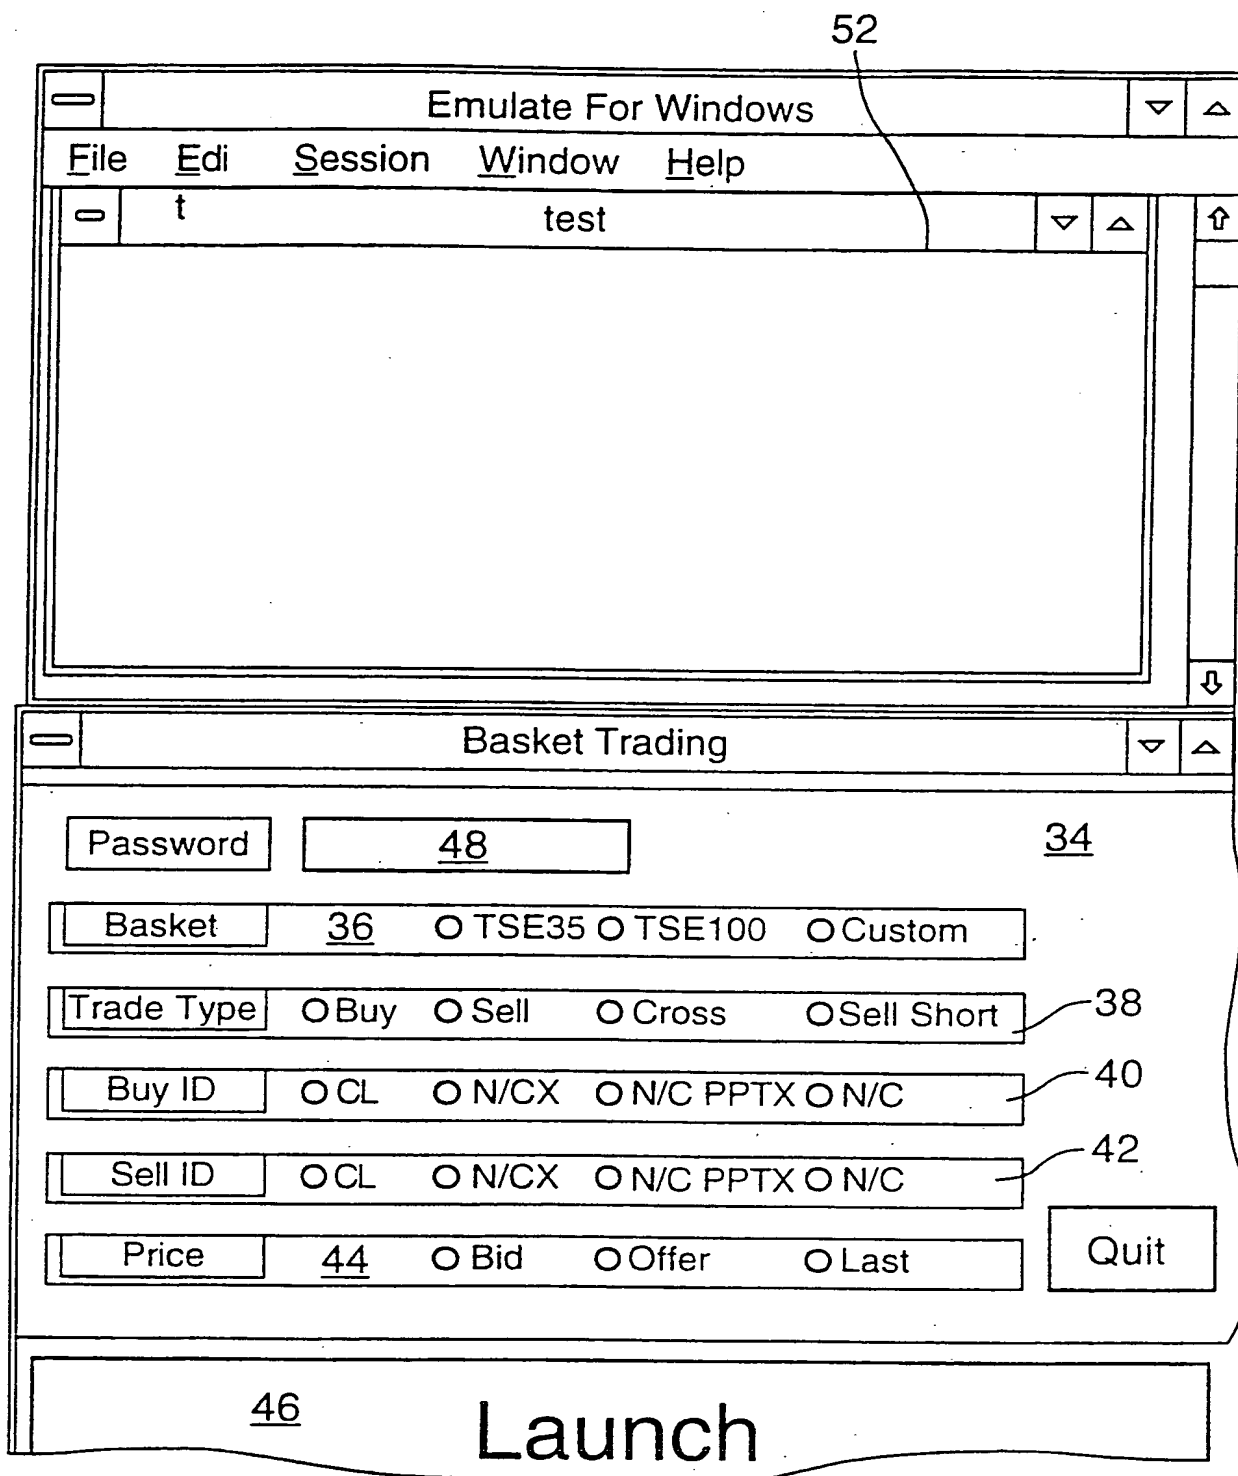 52
Emulate For Windows
File Edi Session Window Help
t
test
Basket Trading
Password 48 34
Basket 36 TSE35 TSE100 Custom
Trade Type Buy Sell Cross Sell Short 38
Buy ID CL N/CX N/C PPTX N/C 40
Sell ID CL N/CX N/C PPTX N/C 42
Price 44 Bid Offer Last
Quit
46 Launch